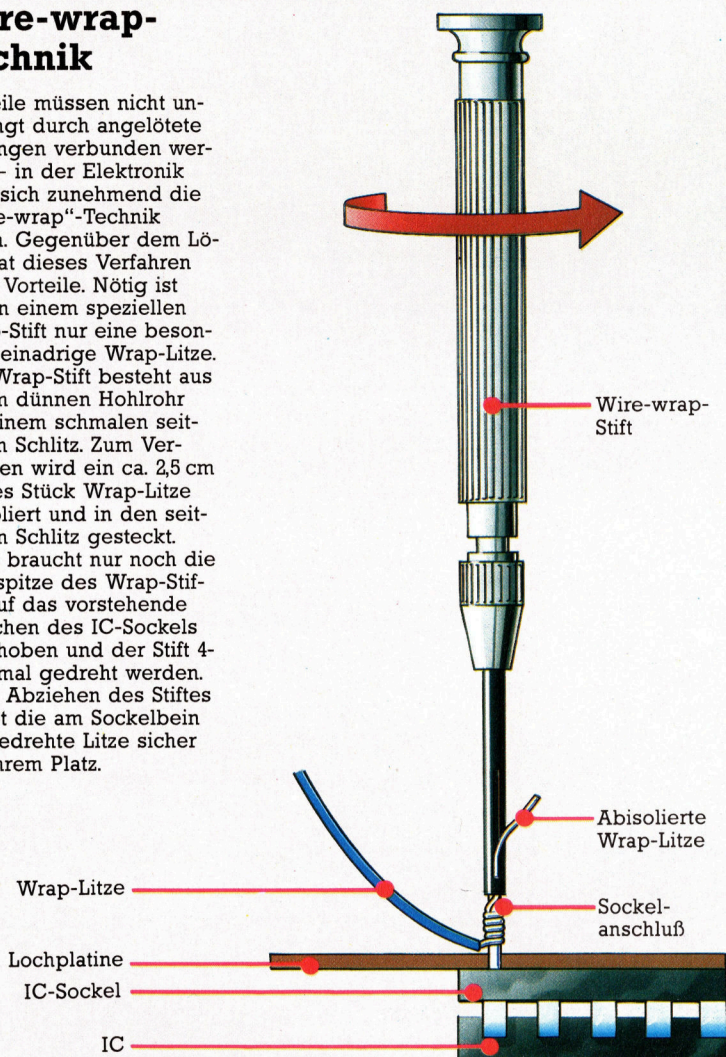 re-wrap-
chnik
eile müssen nicht un-
ngt durch angelötete
ngen verbunden wer-
– in der Elektronik
sich zunehmend die
e-wrap“-Technik
n. Gegenüber dem Lö-
at dieses Verfahren
Vorteile. Nötig ist
n einem speziellen
-Stift nur eine beson-
einadrige Wrap-Litze.
Wrap-Stift besteht aus
n dünnen Hohlrohr
inem schmalen seit-
n Schlitz. Zum Ver-
en wird ein ca. 2,5 cm
es Stück Wrap-Litze
liert und in den seit-
n Schlitz gesteckt.
braucht nur noch die
spitze des Wrap-Stif-
uf das vorstehende
chen des IC-Sockels
hoben und der Stift 4-
mal gedreht werden.
Abziehen des Stiftes
t die am Sockelbein
edrehte Litze sicher
hrem Platz.
Wire-wrap-
Stift
Abisolierte
Wrap-Litze
Sockel-
anschluß
Wrap-Litze
Lochplatine
IC-Sockel
IC